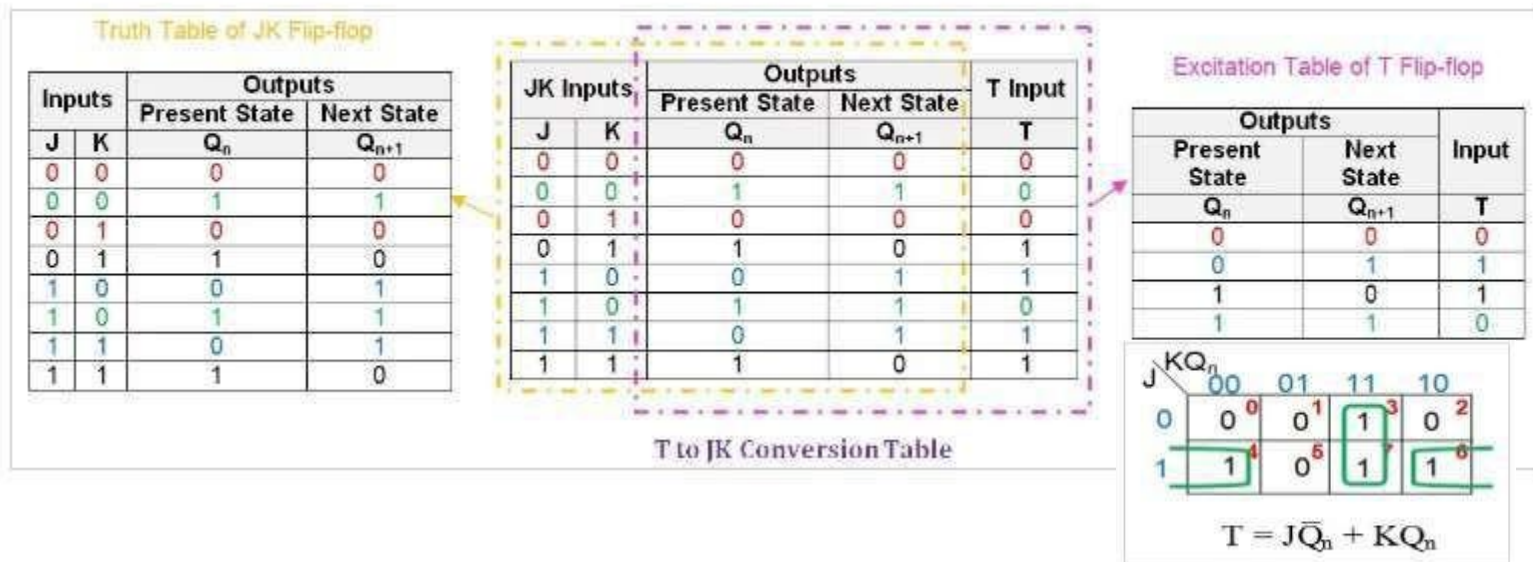 Truth Table of JK Flip-flop
Inputs Outputs
Present State Next State
J K Qₙ Qₙ₊₁
0 0 0 0
0 0 1 1
0 1 0 0
0 1 1 0
1 0 0 1
1 0 1 1
1 1 0 1
1 1 1 0
JK Inputs Outputs T Input
Present State Next State
J K Qₙ Qₙ₊₁ T
0 0 0 0 0
0 0 1 1 0
0 1 0 0 0
0 1 1 0 1
1 0 0 1 1
1 0 1 1 0
1 1 0 1 1
1 1 1 0 1
T to JK Conversion Table
Excitation Table of T Flip-flop
Outputs Input
Present State Next State
Qₙ Qₙ₊₁ T
0 0 0
0 1 1
1 0 1
1 1 0
J KQₙ
00 01 11 10
0 0 0 0 1 1 3 0 2
1 1 4 0 5 1 7 1 6
T = JQ̅ₙ + KQₙ